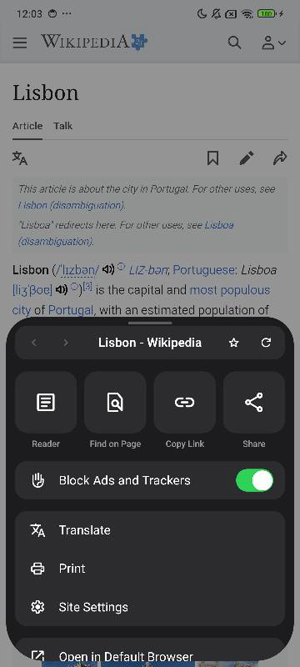 12:03
WIKIPEDIA
Lisbon
Article Talk
This article is about the city in Portugal. For other uses, see
Lisbon (disambiguation).
"Lisboa" redirects here. For other uses, see Lisboa
(disambiguation).
Lisbon (/ˈlɪzbən/ LIZ-bən; Portuguese: Lisboa
[liʒˈβoɐ] )[3] is the capital and most populous
city of Portugal, with an estimated population of
Lisbon - Wikipedia
Reader Find on Page Copy Link Share
Block Ads and Trackers
Translate
Print
Site Settings
Open in Default Browser